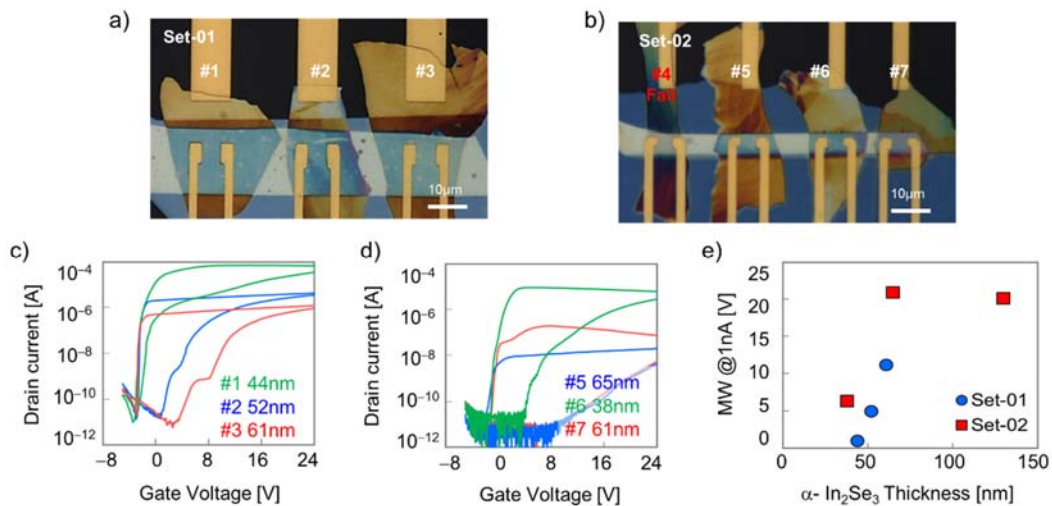 a)
Set-01
#1
#2
#3
10μm
b)
Set-02
#4
Fail
#5
#6
#7
10μm
c)
Drain current [A]
10⁻⁴
10⁻⁶
10⁻⁸
10⁻¹⁰
10⁻¹²
#1 44nm
#2 52nm
#3 61nm
−8 0 8 16 24
Gate Voltage [V]
d)
Drain current [A]
10⁻⁴
10⁻⁶
10⁻⁸
10⁻¹⁰
10⁻¹²
#5 65nm
#6 38nm
#7 61nm
−8 0 8 16 24
Gate Voltage [V]
e)
MW @1nA [V]
25
20
15
10
5
0
Set-01
Set-02
0 50 100 150
α- In₂Se₃ Thickness [nm]